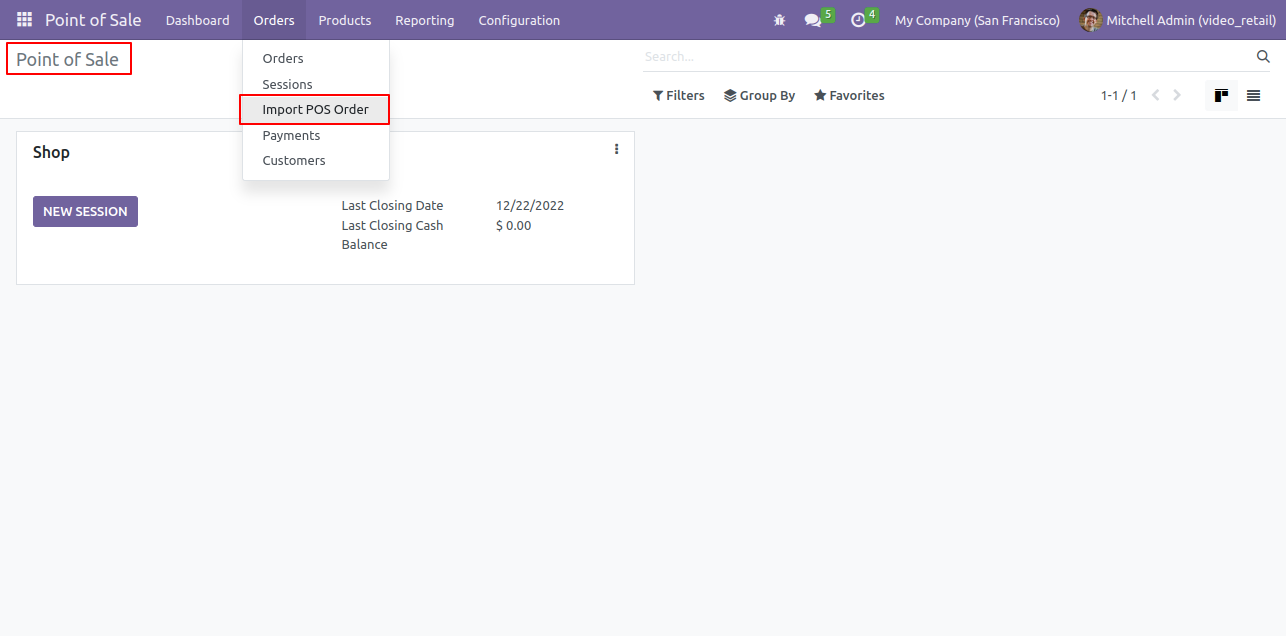 Point of Sale Dashboard Orders Products Reporting Configuration 5 4 My Company (San Francisco) Mitchell Admin (video_retail)
Point of Sale
Search...
Orders
Sessions
Import POS Order
Payments
Customers
Filters Group By Favorites 1-1 / 1
Shop
NEW SESSION
Last Closing Date 12/22/2022
Last Closing Cash $ 0.00
Balance